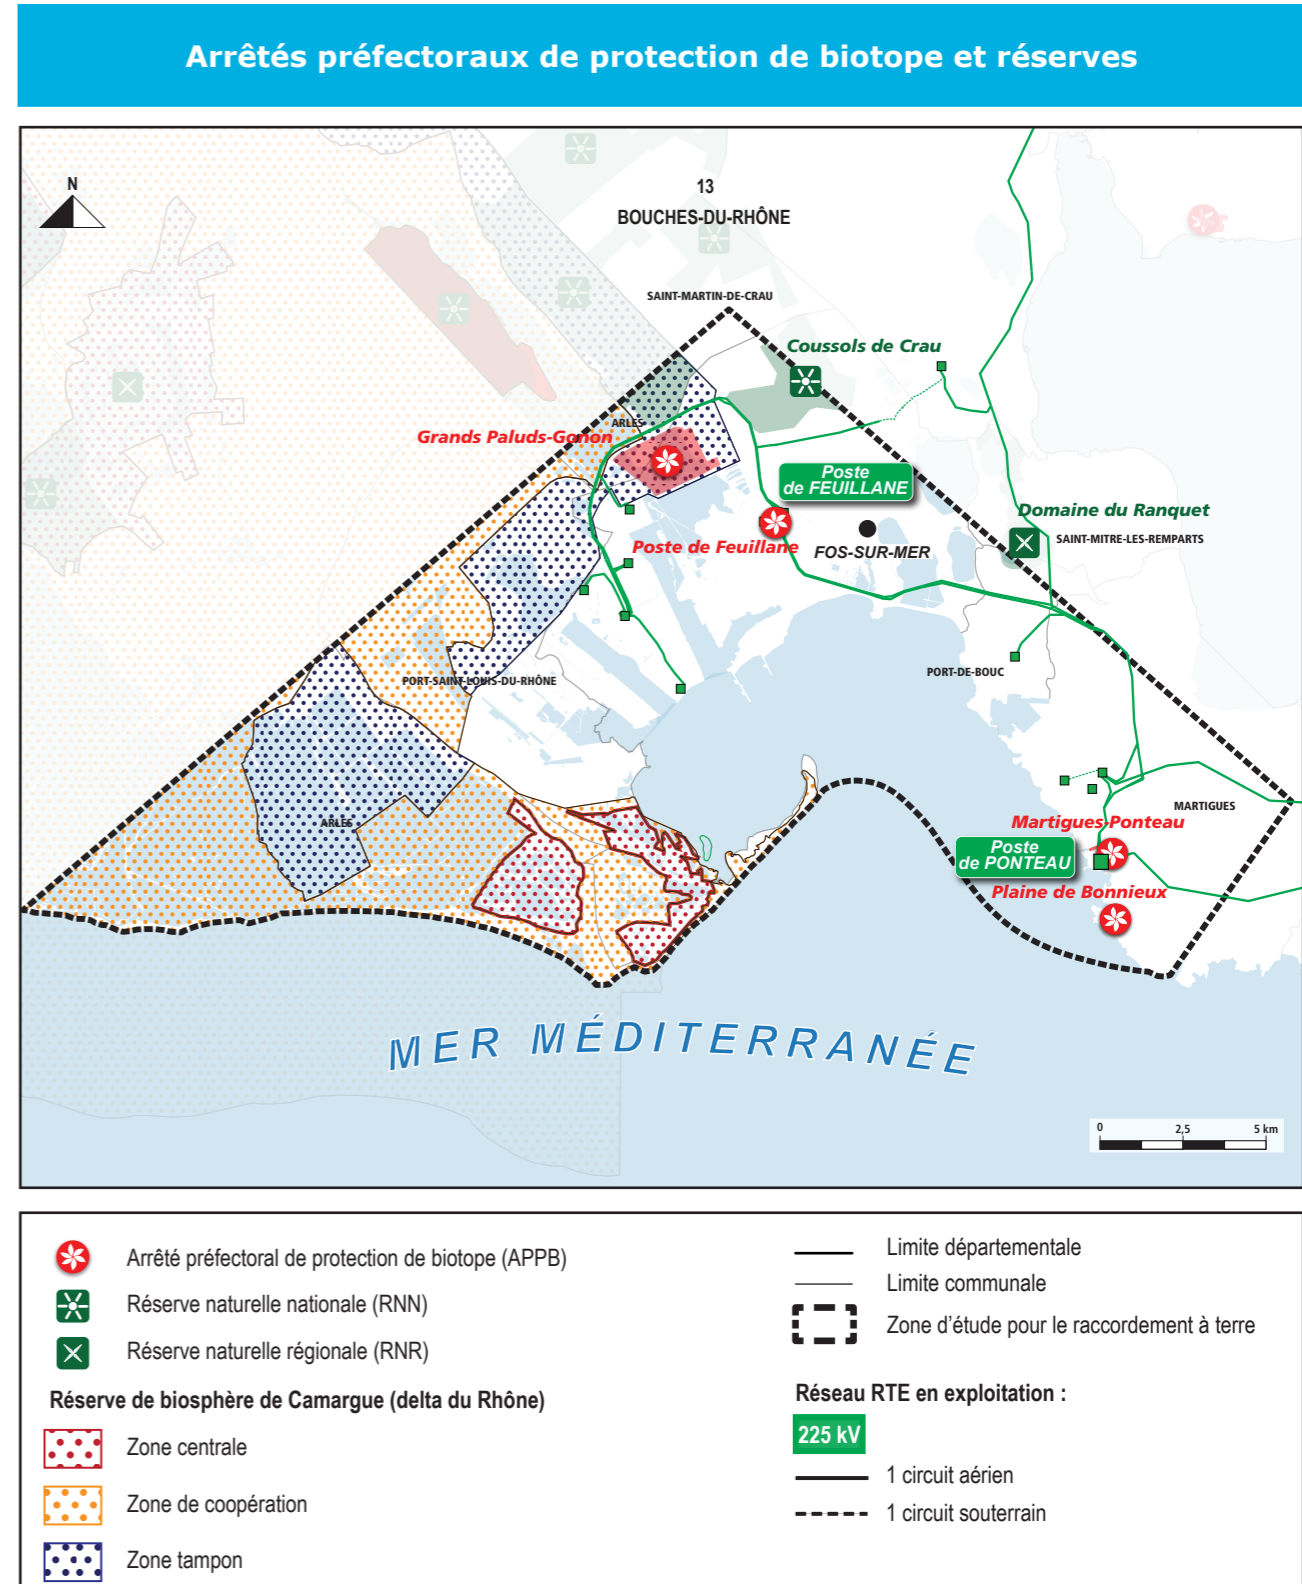 Arrêtés préfectoraux de protection de biotope et réserves
N
13
BOUCHES-DU-RHÔNE
SAINT-MARTIN-DE-CRAU
Coussols de Crau
ARLES
Grands Paluds-Gonon
Poste
de FEUILLANE
Domaine du Ranquet
SAINT-MITRE-LES-REMPARTS
Poste de Feuillane
FOS-SUR-MER
PORT-DE-BOUC
PORT-SAINT-LOUIS-DU-RHÔNE
MARTIGUES
ARLES
Martigues-Ponteau
Poste
de PONTEAU
Plaine de Bonnieux
MER MÉDITERRANÉE
0 2,5 5 km
Arrêté préfectoral de protection de biotope (APPB)
Réserve naturelle nationale (RNN)
Réserve naturelle régionale (RNR)
Réserve de biosphère de Camargue (delta du Rhône)
Zone centrale
Zone de coopération
Zone tampon
Limite départementale
Limite communale
Zone d'étude pour le raccordement à terre
Réseau RTE en exploitation :
225 kV
1 circuit aérien
1 circuit souterrain